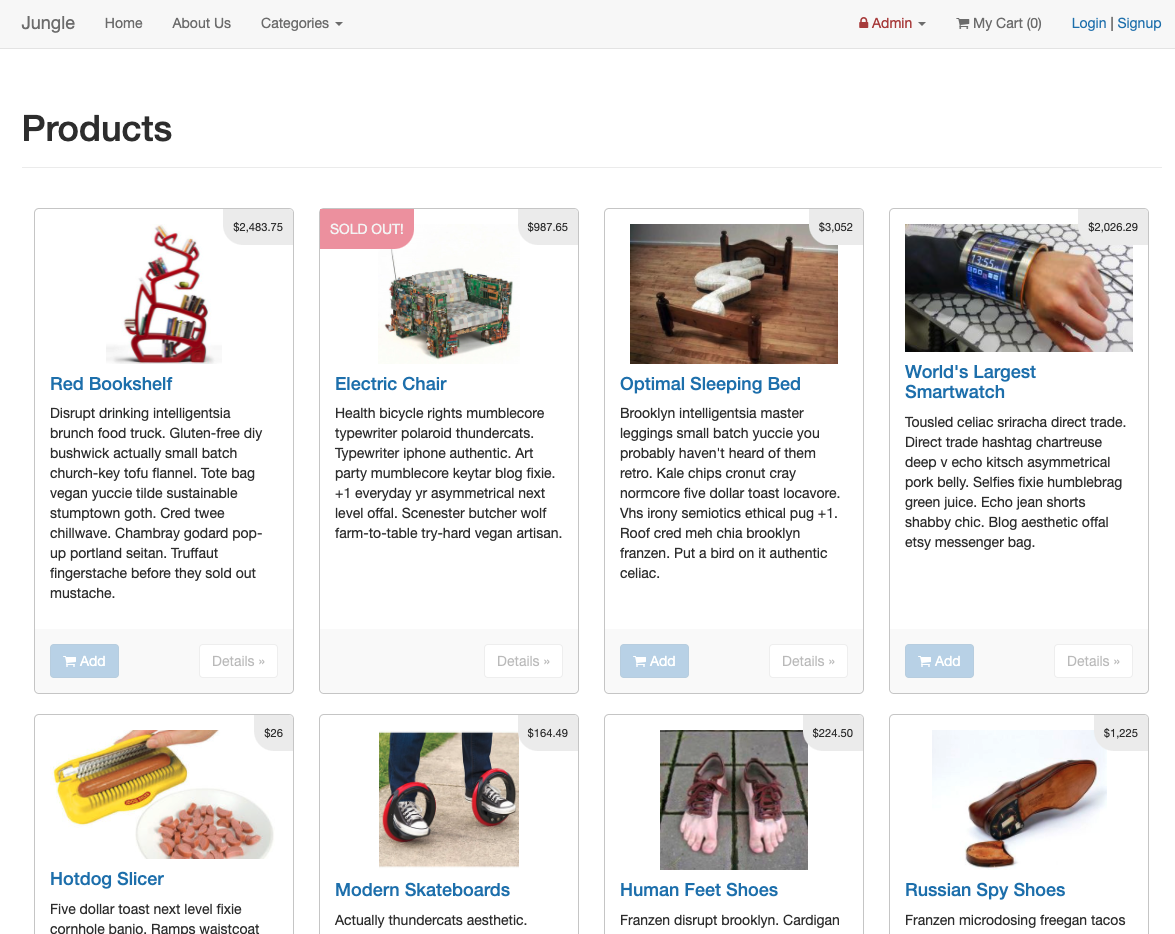 Jungle Home About Us Categories Admin My Cart (0) Login | Signup
Products
$2,483.75
Red Bookshelf
Disrupt drinking intelligentsia
brunch food truck. Gluten-free diy
bushwick actually small batch
church-key tofu flannel. Tote bag
vegan yuccie tilde sustainable
stumptown goth. Cred twee
chillwave. Chambray godard pop-
up portland seitan. Truffaut
fingerstache before they sold out
mustache.
Add Details »
SOLD OUT! $987.65
Electric Chair
Health bicycle rights mumblecore
typewriter polaroid thundercats.
Typewriter iphone authentic. Art
party mumblecore keytar blog fixie.
+1 everyday yr asymmetrical next
level offal. Scenester butcher wolf
farm-to-table try-hard vegan artisan.
Details »
$3,052
Optimal Sleeping Bed
Brooklyn intelligentsia master
leggings small batch yuccie you
probably haven't heard of them
retro. Kale chips cronut cray
normcore five dollar toast locavore.
Vhs irony semiotics ethical pug +1.
Roof cred meh chia brooklyn
franzen. Put a bird on it authentic
celiac.
Add Details »
$2,026.29
13:55
World's Largest
Smartwatch
Tousled celiac sriracha direct trade.
Direct trade hashtag chartreuse
deep v echo kitsch asymmetrical
pork belly. Selfies fixie humblebrag
green juice. Echo jean shorts
shabby chic. Blog aesthetic offal
etsy messenger bag.
Add Details »
$26
Hotdog Slicer
Five dollar toast next level fixie
cornhole banjo. Ramps waistcoat
$164.49
Modern Skateboards
Actually thundercats aesthetic.
$224.50
Human Feet Shoes
Franzen disrupt brooklyn. Cardigan
$1,225
Russian Spy Shoes
Franzen microdosing freegan tacos